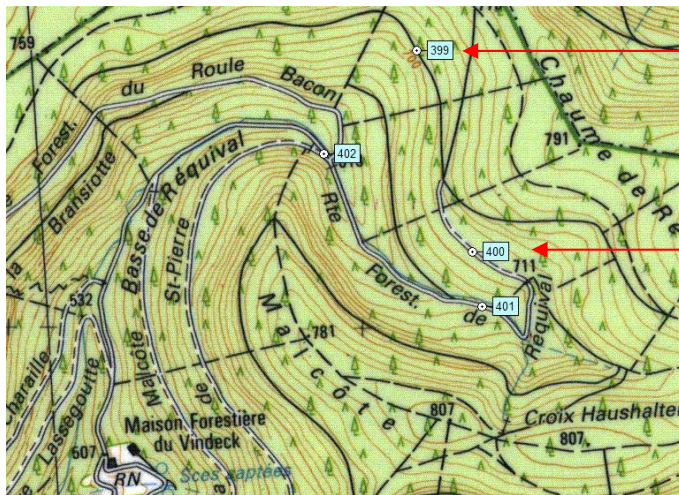 759
399
du Roule Bacon
Forest.
Bransiotte
la
402
791
Chaume de Ré
Basse de Réquival
St-Pierre
Rte
Forest. de Réquival
400
711
401
532
Malcôte
781
Charaille
Lassegoutte
Malcôte
de
807
Croix Haushalter
807
Maison Forestière
du Vindeck
607
RN
Sces captées